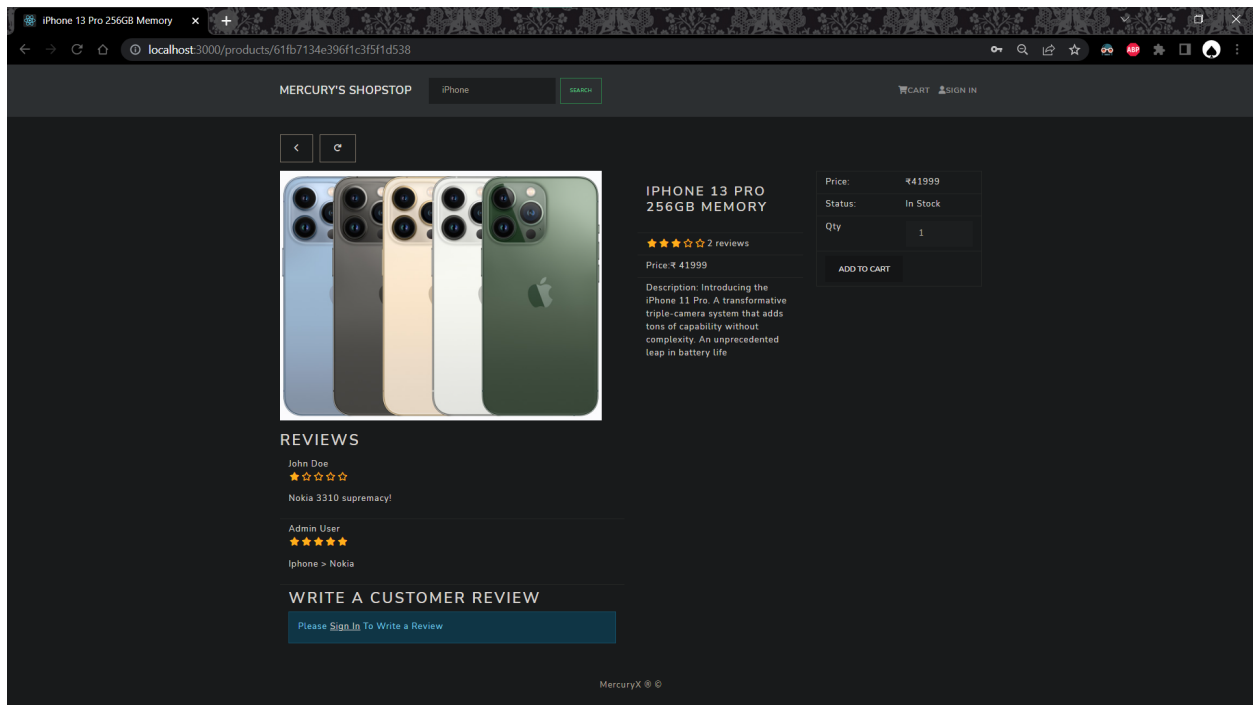 iPhone 13 Pro 256GB Memory
localhost:3000/products/61fb7134e396f1c3f5f1d538
ABP
MERCURY'S SHOPSTOP
iPhone
SEARCH
CART
SIGN IN
IPHONE 13 PRO
256GB MEMORY
2 reviews
Price:₹ 41999
Description: Introducing the
iPhone 11 Pro. A transformative
triple-camera system that adds
tons of capability without
complexity. An unprecedented
leap in battery life
Price: ₹41999
Status: In Stock
Qty 1
ADD TO CART
REVIEWS
John Doe
Nokia 3310 supremacy!
Admin User
Iphone > Nokia
WRITE A CUSTOMER REVIEW
Please Sign In To Write a Review
MercuryX ® ©